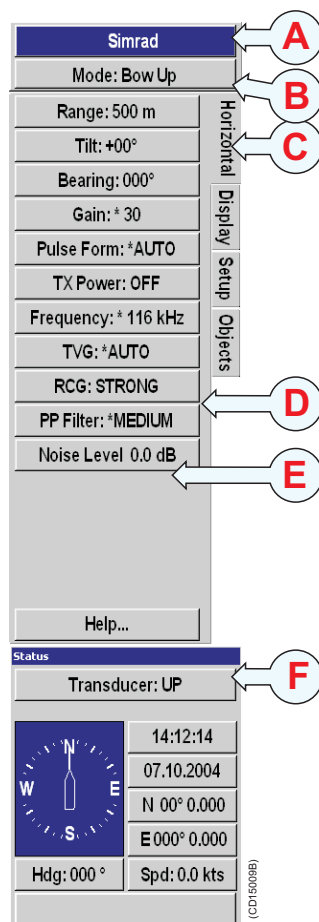 Simrad
A
Mode: Bow Up
B
Range: 500 m
Horizontal
Tilt: +00°
C
Bearing: 000°
Gain: * 30
Display
Pulse Form: *AUTO
TX Power: OFF
Setup
Frequency: * 116 kHz
Objects
TVG: *AUTO
RCG: STRONG
D
PP Filter: *MEDIUM
Noise Level 0.0 dB
E
Help...
Status
Transducer: UP
F
N
W E
S
14:12:14
07.10.2004
N 00° 0.000
E 000° 0.000
Hdg: 000 °
Spd: 0.0 kts
(CD15009B)